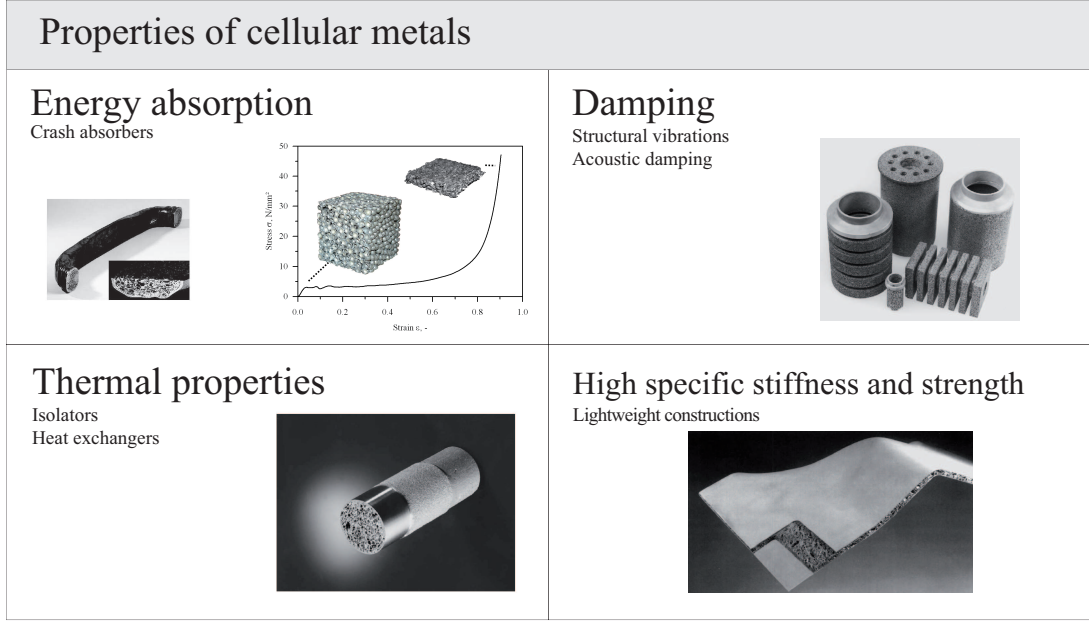 Properties of cellular metals
Energy absorption
Crash absorbers
50
40
30
20
10
0
Stress σ, N/mm²
0.0 0.2 0.4 0.6 0.8 1.0
Strain ε, -
Damping
Structural vibrations
Acoustic damping
Thermal properties
Isolators
Heat exchangers
High specific stiffness and strength
Lightweight constructions